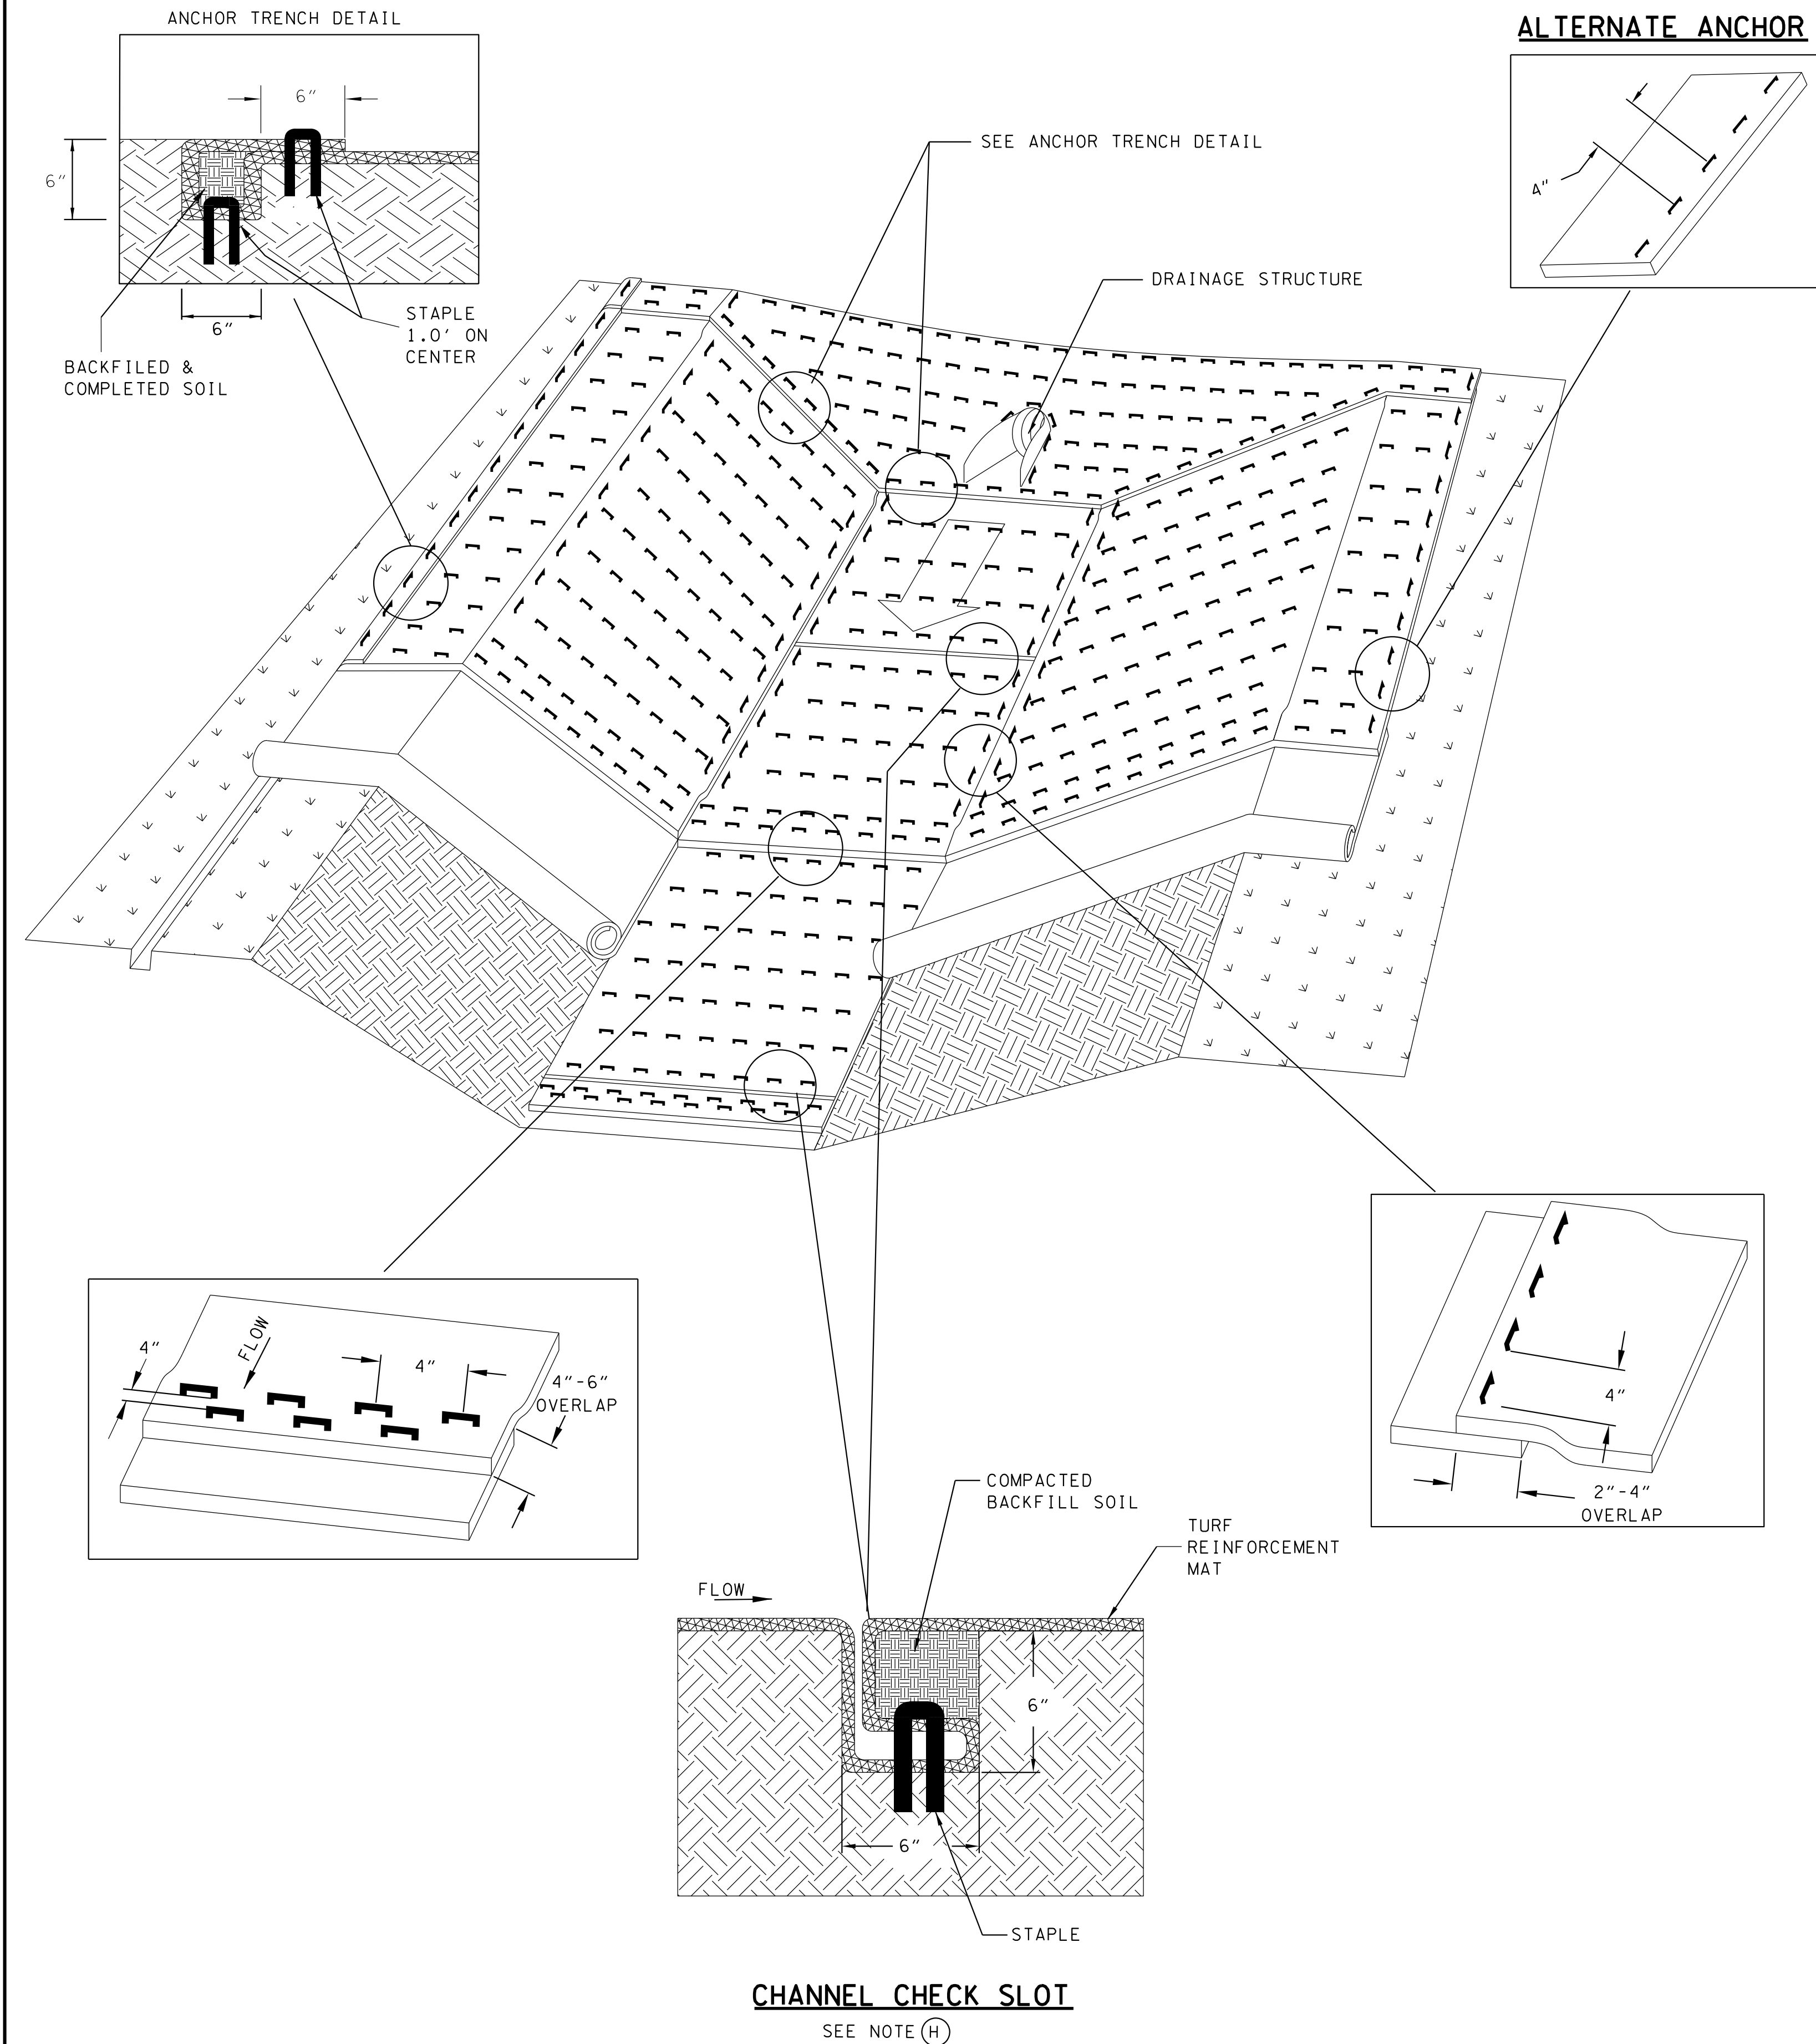 ANCHOR TRENCH DETAIL
6"
6"
6"
STAPLE
1.0' ON
CENTER
BACKFILED &
COMPLETED SOIL
ALTERNATE ANCHOR
4"
SEE ANCHOR TRENCH DETAIL
DRAINAGE STRUCTURE
4"
FLOW
4"
4"-6"
OVERLAP
4"
2"-4"
OVERLAP
COMPACTED
BACKFILL SOIL
TURF
REINFORCEMENT
MAT
FLOW
6"
6"
STAPLE
CHANNEL CHECK SLOT
SEE NOTE H